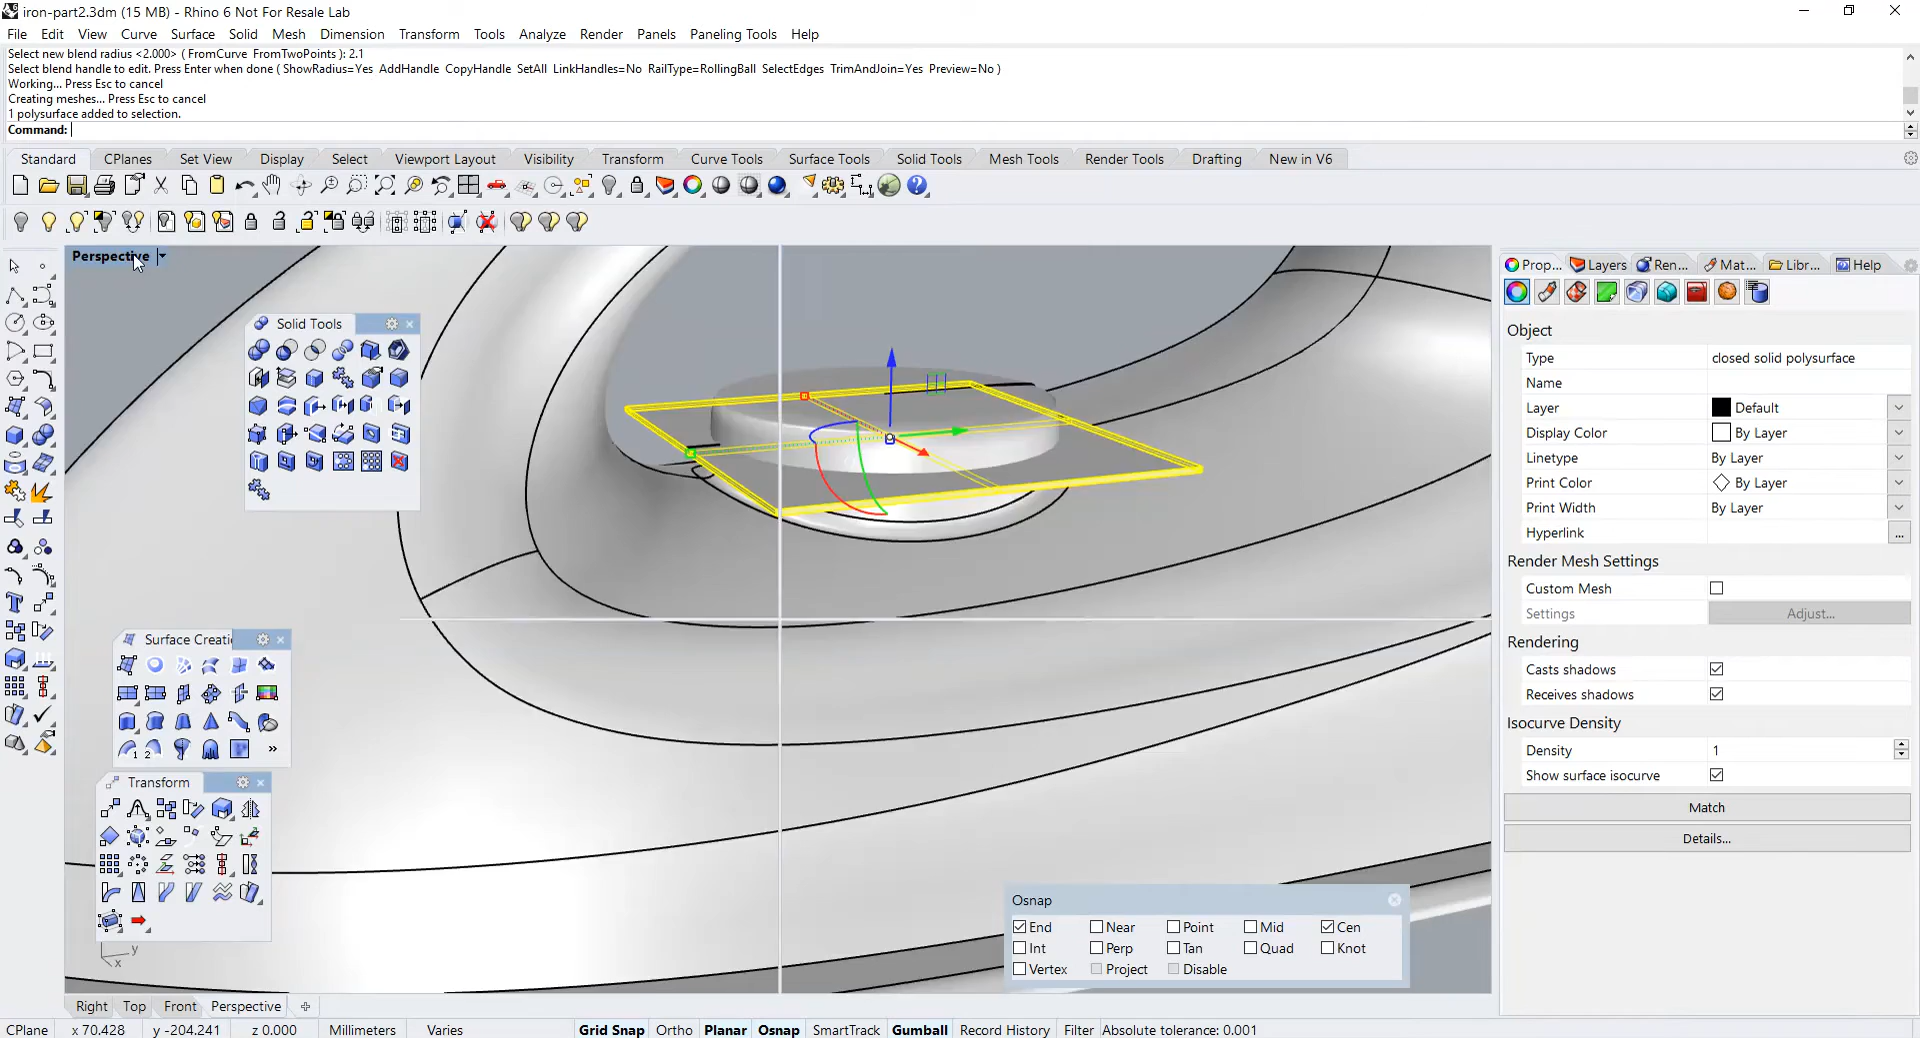 iron-part2.3dm (15 MB) - Rhino 6 Not For Resale Lab
File Edit View Curve Surface Solid Mesh Dimension Transform Tools Analyze Render Panels Paneling Tools Help
Select new blend radius <2.000> ( FromCurve FromTwoPoints ): 2.1
Select blend handle to edit. Press Enter when done ( ShowRadius=Yes AddHandle CopyHandle SetAll LinkHandles=No RailType=RollingBall SelectEdges TrimAndJoin=Yes Preview=No )
Working... Press Esc to cancel
Creating meshes... Press Esc to cancel
1 polysurface added to selection.
Command:
Standard CPlanes Set View Display Select Viewport Layout Visibility Transform Curve Tools Surface Tools Solid Tools Mesh Tools Render Tools Drafting New in V6
Perspective
Prop... Layers Ren... Mat... Libr... Help
Solid Tools
Object
Type closed solid polysurface
Name
Layer Default
Display Color By Layer
Linetype By Layer
Print Color By Layer
Print Width By Layer
Hyperlink ...
Render Mesh Settings
Custom Mesh
Settings Adjust...
Rendering
Casts shadows
Receives shadows
Isocurve Density
Density 1
Show surface isocurve
Match
Details...
Surface Creati
1 2 »
Transform
y
x
Osnap
End Near Point Mid Cen
Int Perp Tan Quad Knot
Vertex Project Disable
Right Top Front Perspective
CPlane x 70.428 y -204.241 z 0.000 Millimeters Varies Grid Snap Ortho Planar Osnap SmartTrack Gumball Record History Filter Absolute tolerance: 0.001